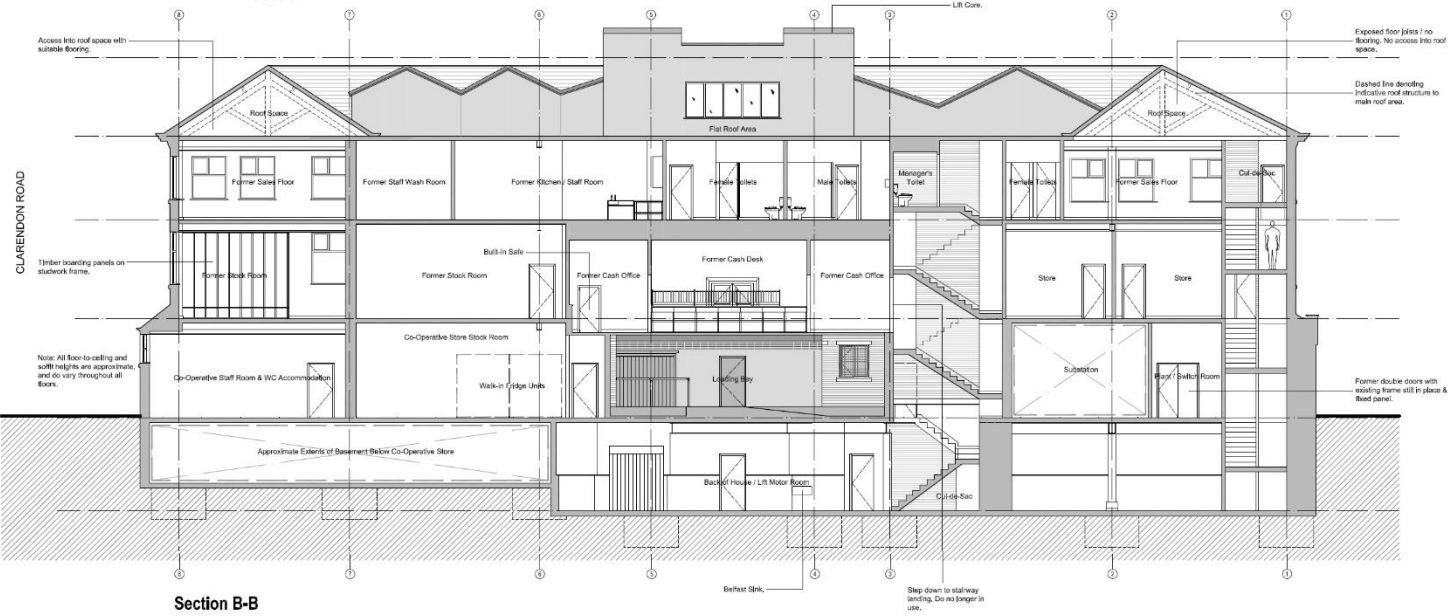 Lift Core.
8
7
6
5
4
3
2
1
Access into roof space with
suitable flooring.
Exposed floor joists / no
flooring. No access into roof
space.
Dashed line denoting
indicative roof structure to
main roof area.
Roof Space
Flat Roof Area
Roof Space
CLARENDON ROAD
Former Sales Floor
Former Staff Wash Room
Former Kitchen / Staff Room
Female Toilets
Male Toilets
Manager's
Toilet
Female Toilets
Former Sales Floor
Cul-de-Sac
Timber boarding panels on
studwork frame.
Built-in Safe
Former Stock Room
Former Stock Room
Former Cash Office
Former Cash Desk
Former Cash Office
Store
Store
Note: All floor-to-ceiling and
soffit heights are approximate,
and do vary throughout all
floors.
Co-Operative Store Stock Room
Co-Operative Staff Room & WC Accommodation
Walk-in Fridge Units
Loading Bay
Substation
Plant / Switch Room
Former double doors with
existing frame still in place &
fixed panel.
Approximate Extents of Basement Below Co-Operative Store
Back of House / Lift Motor Room
Cul-de-Sac
8
7
6
5
4
3
2
1
Belfast Sink.
Step down to stairway
landing. Do no longer in
use.
Section B-B